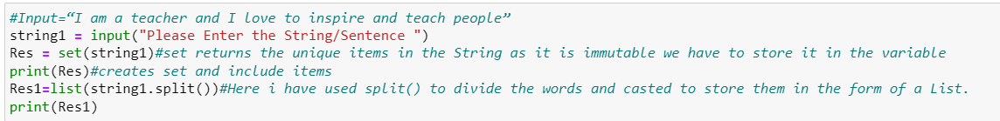 #Input=“I am a teacher and I love to inspire and teach people”
string1 = input("Please Enter the String/Sentence ")
Res = set(string1)#set returns the unique items in the String as it is immutable we have to store it in the variable
print(Res)#creates set and include items
Res1=list(string1.split())#Here i have used split() to divide the words and casted to store them in the form of a List.
print(Res1)